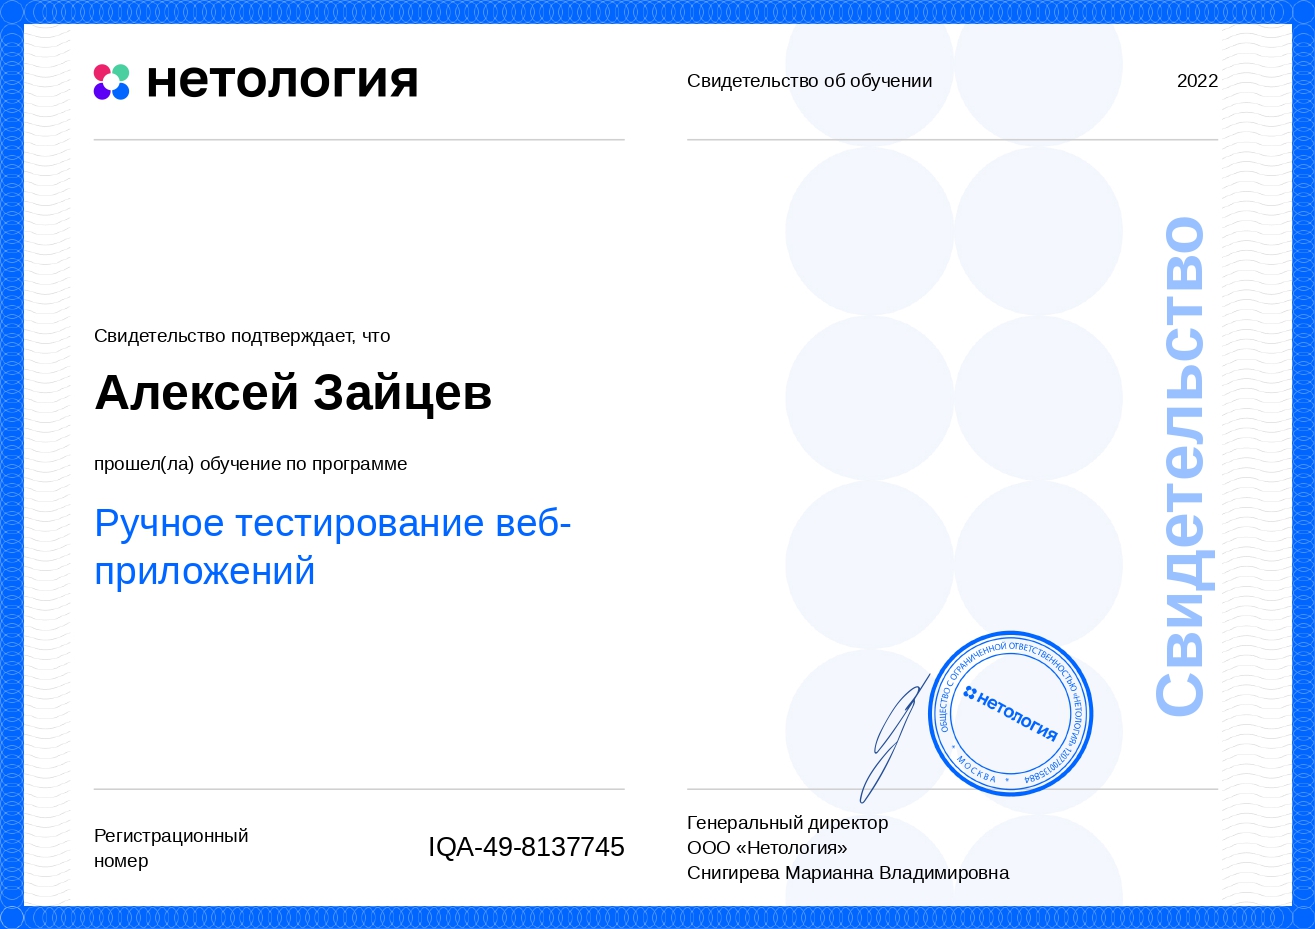 нетология
Свидетельство об обучении
2022
Свидетельство подтверждает, что
Алексей Зайцев
прошел(ла) обучение по программе
Ручное тестирование веб-
приложений
Свидетельство
ОБЩЕСТВО С ОГРАНИЧЕННОЙ ОТВЕТСТВЕННОСТЬЮ «НЕТОЛОГИЯ» 1207700135884
* МОСКВА *
нетология
Регистрационный
номер
IQA-49-8137745
Генеральный директор
ООО «Нетология»
Снигирева Марианна Владимировна